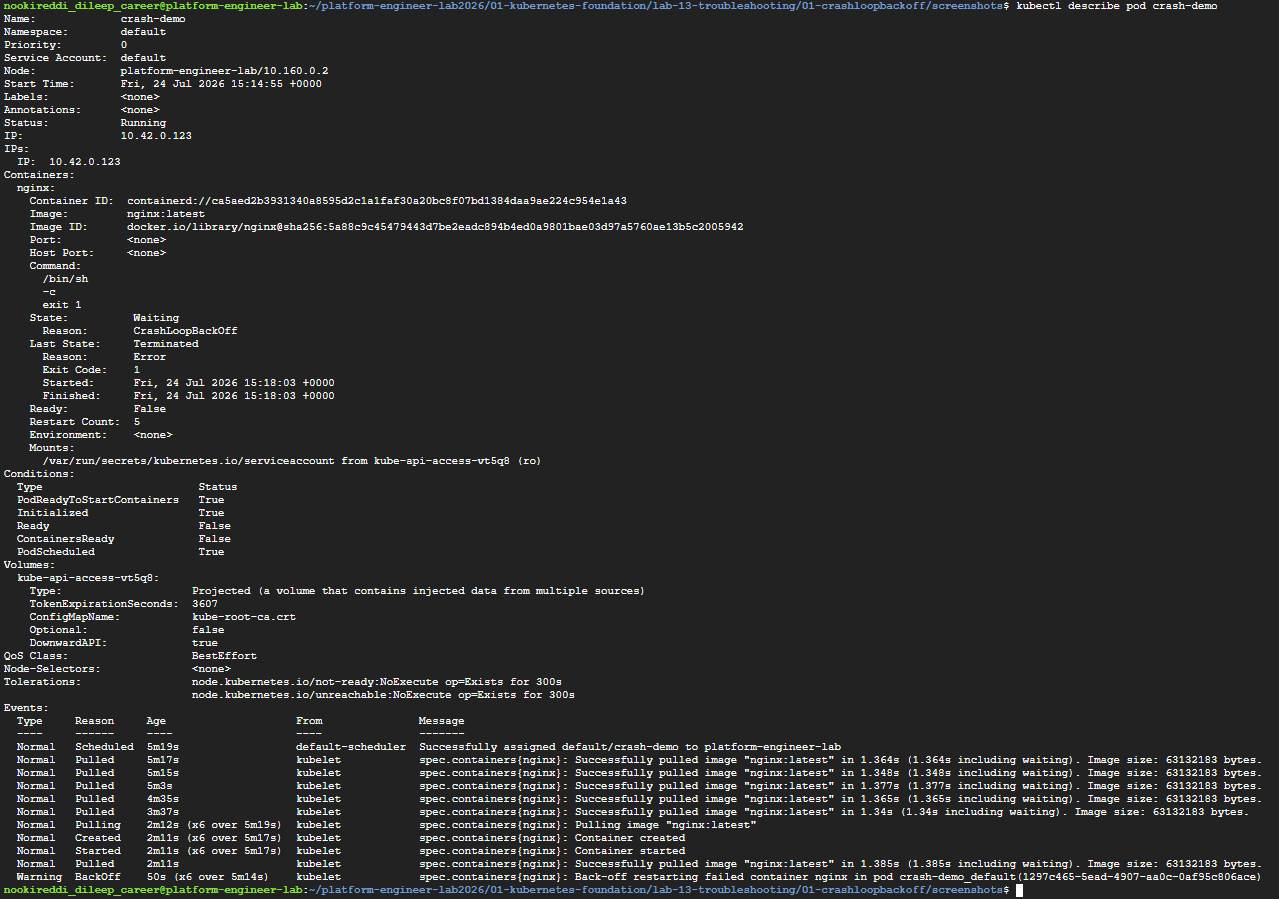 nookireddi_dileep_career@platform-engineer-lab:~/platform-engineer-lab2026/01-kubernetes-foundation/lab-13-troubleshooting/01-crashloopbackoff/screenshots$ kubectl describe pod crash-demo
Name:             crash-demo
Namespace:        default
Priority:         0
Service Account:  default
Node:             platform-engineer-lab/10.160.0.2
Start Time:       Fri, 24 Jul 2026 15:14:55 +0000
Labels:           <none>
Annotations:      <none>
Status:           Running
IP:               10.42.0.123
IPs:
  IP:  10.42.0.123
Containers:
  nginx:
    Container ID:  containerd://ca5aed2b3931340a8595d2c1a1faf30a20bc8f07bd1384daa9ae224c954e1a43
    Image:         nginx:latest
    Image ID:      docker.io/library/nginx@sha256:5a88c9c45479443d7be2eadc894b4ed0a9801bae03d97a5760ae13b5c2005942
    Port:          <none>
    Host Port:     <none>
    Command:
      /bin/sh
      -c
      exit 1
    State:          Waiting
      Reason:       CrashLoopBackOff
    Last State:     Terminated
      Reason:       Error
      Exit Code:    1
      Started:      Fri, 24 Jul 2026 15:18:03 +0000
      Finished:     Fri, 24 Jul 2026 15:18:03 +0000
    Ready:          False
    Restart Count:  5
    Environment:    <none>
    Mounts:
      /var/run/secrets/kubernetes.io/serviceaccount from kube-api-access-vt5q8 (ro)
Conditions:
  Type                        Status
  PodReadyToStartContainers   True
  Initialized                 True
  Ready                       False
  ContainersReady             False
  PodScheduled                True
Volumes:
  kube-api-access-vt5q8:
    Type:                    Projected (a volume that contains injected data from multiple sources)
    TokenExpirationSeconds:  3607
    ConfigMapName:           kube-root-ca.crt
    Optional:                false
    DownwardAPI:             true
QoS Class:                   BestEffort
Node-Selectors:              <none>
Tolerations:                 node.kubernetes.io/not-ready:NoExecute op=Exists for 300s
                             node.kubernetes.io/unreachable:NoExecute op=Exists for 300s
Events:
  Type     Reason     Age                    From               Message
  ----     ------     ----                   ----               -------
  Normal   Scheduled  5m19s                  default-scheduler  Successfully assigned default/crash-demo to platform-engineer-lab
  Normal   Pulled     5m17s                  kubelet            spec.containers{nginx}: Successfully pulled image "nginx:latest" in 1.364s (1.364s including waiting). Image size: 63132183 bytes.
  Normal   Pulled     5m15s                  kubelet            spec.containers{nginx}: Successfully pulled image "nginx:latest" in 1.348s (1.348s including waiting). Image size: 63132183 bytes.
  Normal   Pulled     5m3s                   kubelet            spec.containers{nginx}: Successfully pulled image "nginx:latest" in 1.377s (1.377s including waiting). Image size: 63132183 bytes.
  Normal   Pulled     4m35s                  kubelet            spec.containers{nginx}: Successfully pulled image "nginx:latest" in 1.365s (1.365s including waiting). Image size: 63132183 bytes.
  Normal   Pulled     3m37s                  kubelet            spec.containers{nginx}: Successfully pulled image "nginx:latest" in 1.34s (1.34s including waiting). Image size: 63132183 bytes.
  Normal   Pulling    2m12s (x6 over 5m19s)  kubelet            spec.containers{nginx}: Pulling image "nginx:latest"
  Normal   Created    2m11s (x6 over 5m17s)  kubelet            spec.containers{nginx}: Container created
  Normal   Started    2m11s (x6 over 5m17s)  kubelet            spec.containers{nginx}: Container started
  Normal   Pulled     2m11s                  kubelet            spec.containers{nginx}: Successfully pulled image "nginx:latest" in 1.385s (1.385s including waiting). Image size: 63132183 bytes.
  Warning  BackOff    50s (x6 over 5m14s)    kubelet            spec.containers{nginx}: Back-off restarting failed container nginx in pod crash-demo_default(1297c465-5ead-4907-aa0c-0af95c806ace)
nookireddi_dileep_career@platform-engineer-lab:~/platform-engineer-lab2026/01-kubernetes-foundation/lab-13-troubleshooting/01-crashloopbackoff/screenshots$